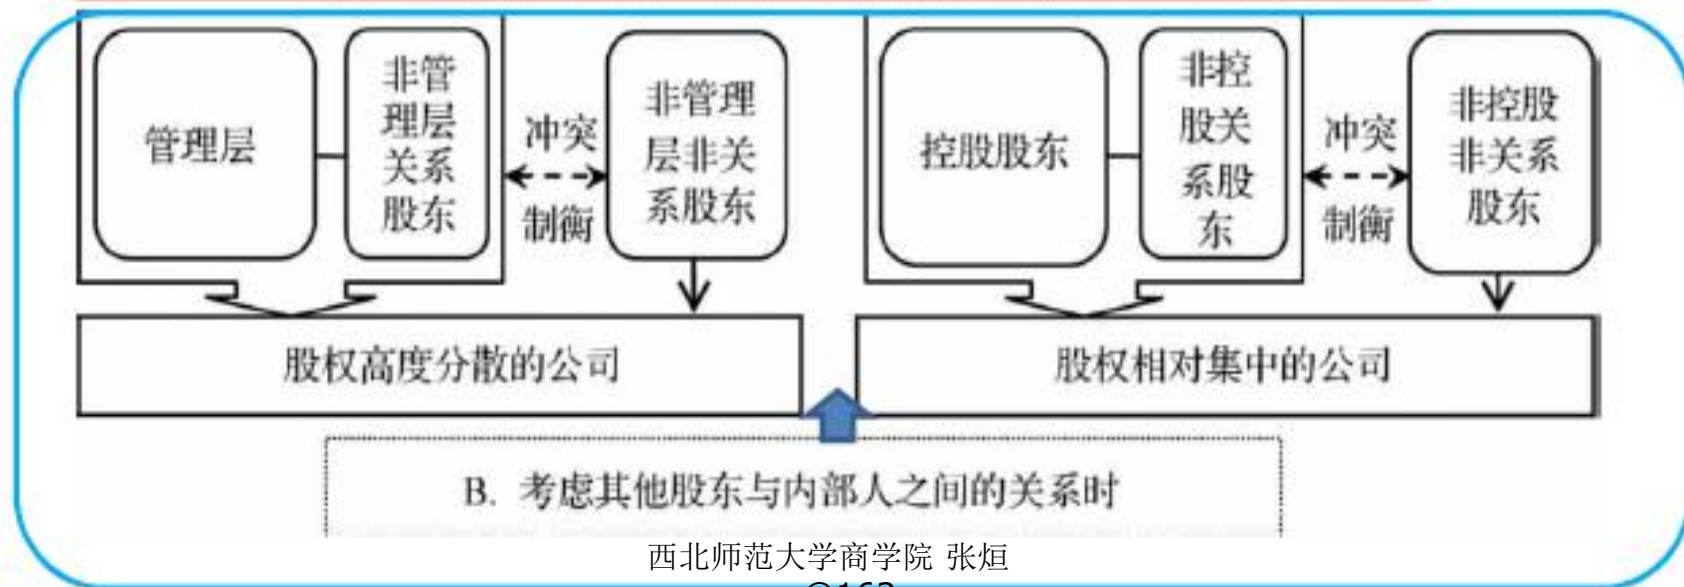 管理层
非管
理层
关系
股东
冲突
制衡
非管理
层非关
系股东
控股股东
非控
股关
系股
东
冲突
制衡
非控股
非关系
股东
股权高度分散的公司
股权相对集中的公司
B. 考虑其他股东与内部人之间的关系时
西北师范大学商学院 张烜
@163